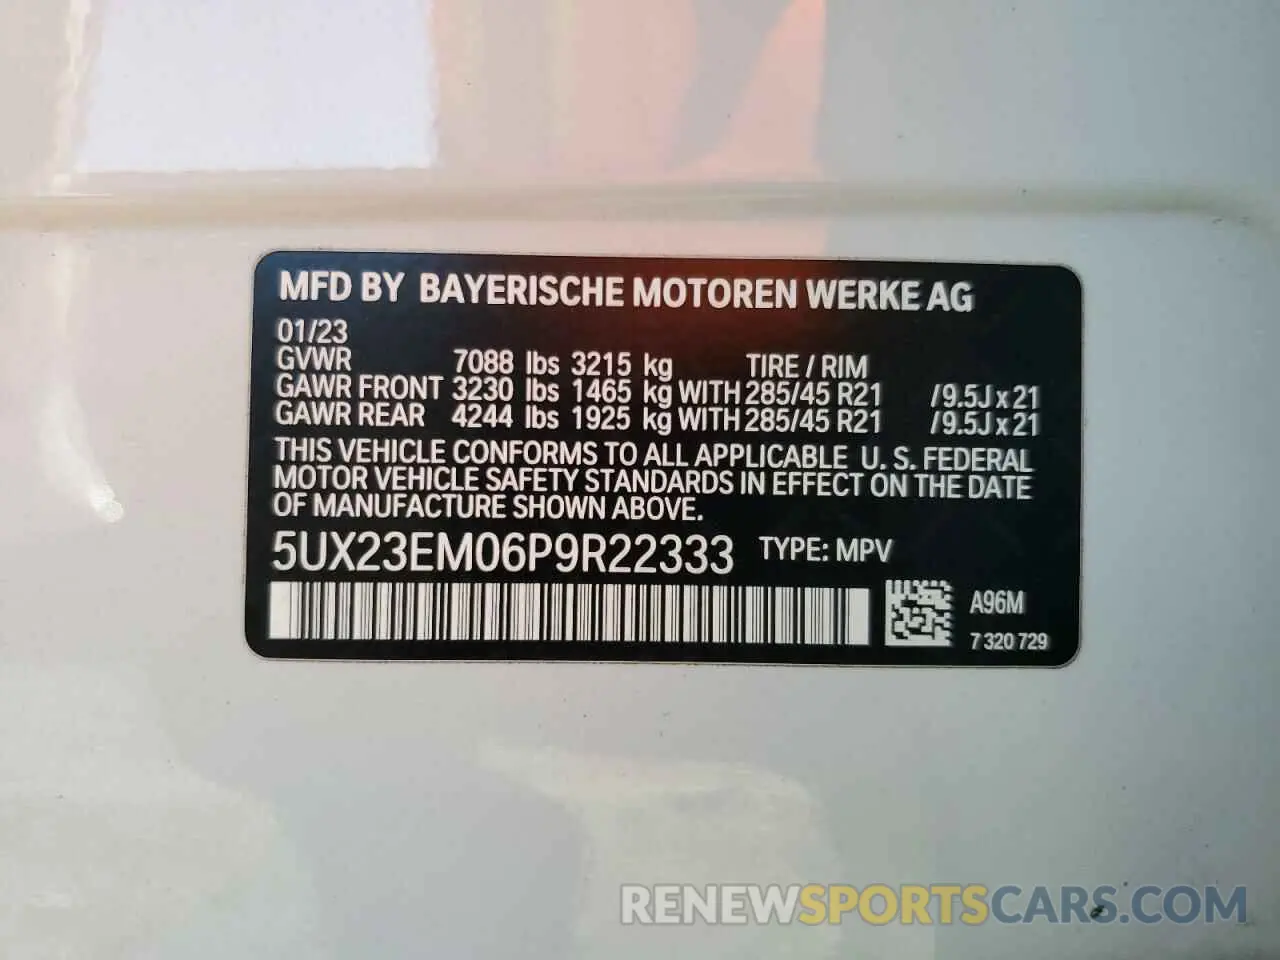 MFD BY BAYERISCHE MOTOREN WERKE AG
01/23
GVWR 7088 lbs 3215 kg TIRE / RIM
GAWR FRONT 3230 lbs 1465 kg WITH 285/45 R21 /9.5J x 21
GAWR REAR 4244 lbs 1925 kg WITH 285/45 R21 /9.5J x 21
THIS VEHICLE CONFORMS TO ALL APPLICABLE U. S. FEDERAL
MOTOR VEHICLE SAFETY STANDARDS IN EFFECT ON THE DATE
OF MANUFACTURE SHOWN ABOVE.
5UX23EM06P9R22333 TYPE: MPV
A96M
7 320 729
RENEWSPORTSCARS.COM